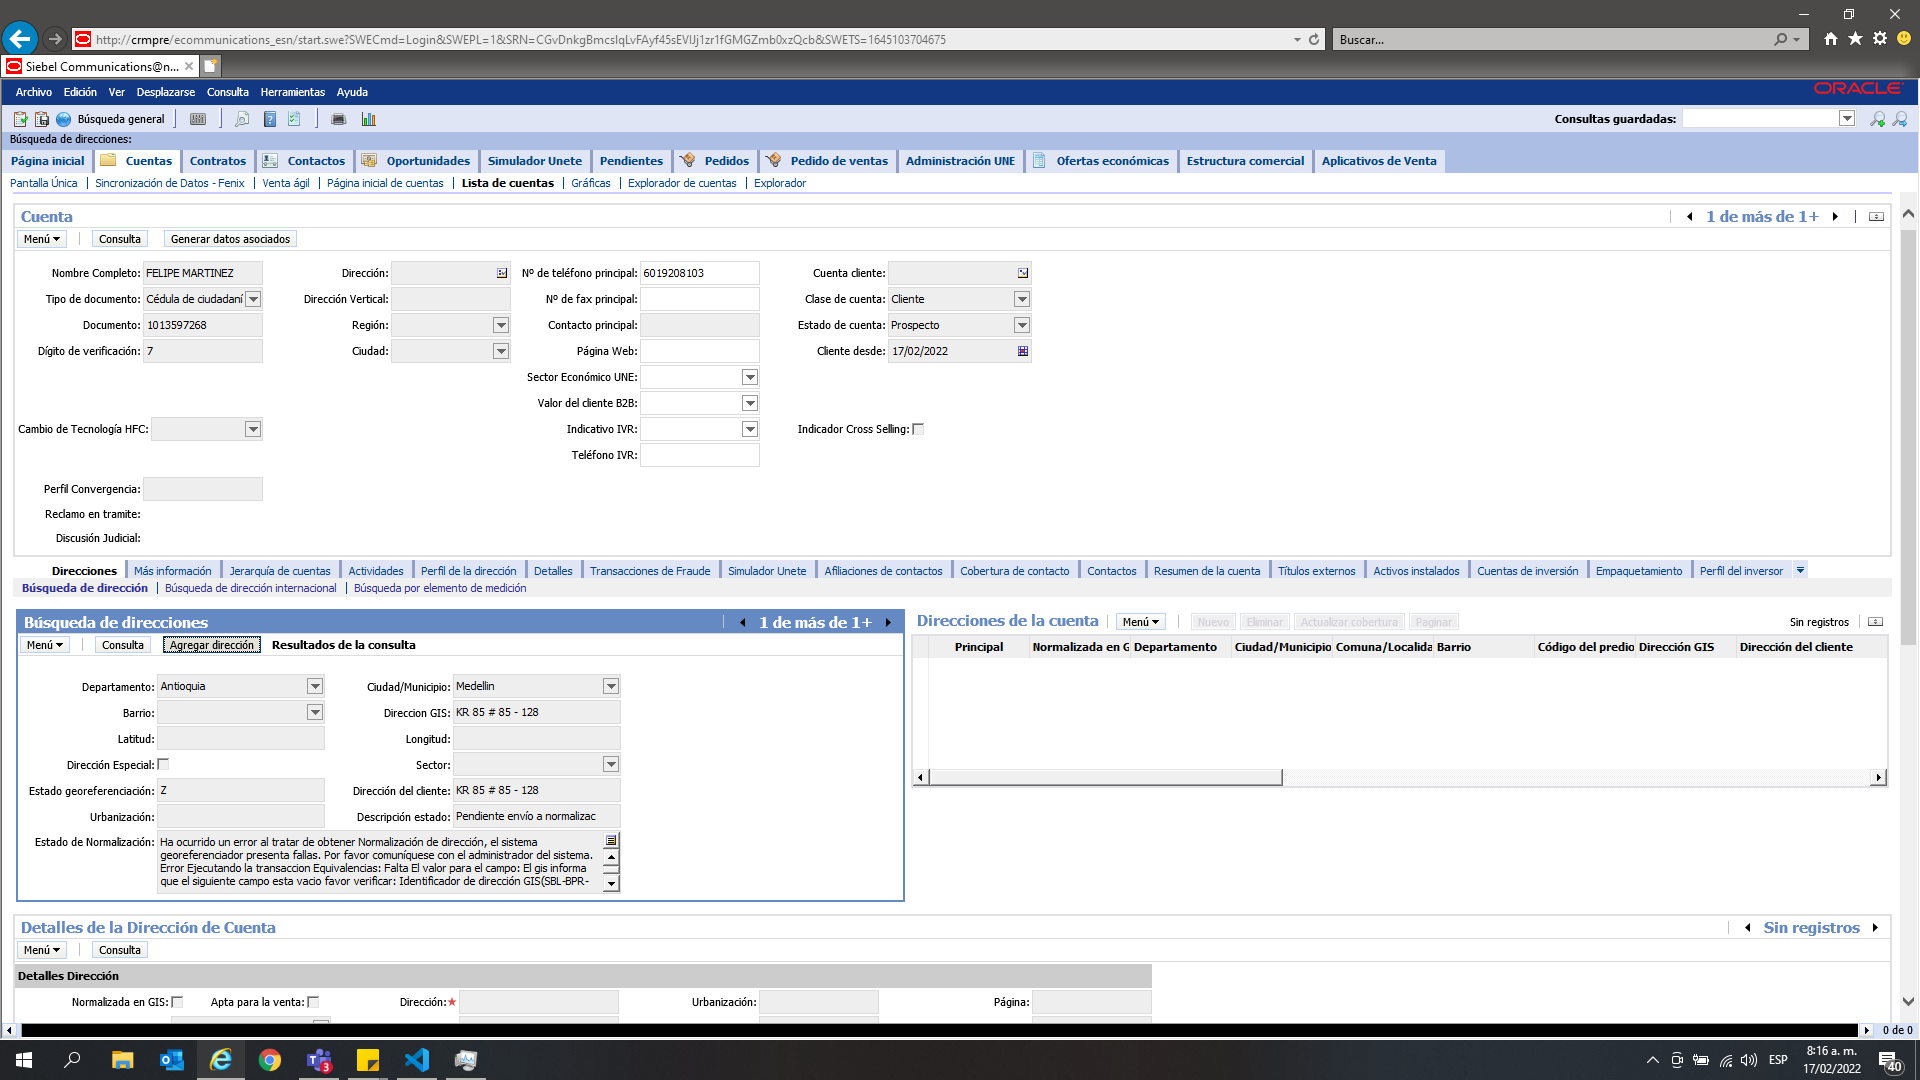 http://crmpre/ecommunications_esn/start.swe?SWECmd=Login&SWEPL=1&SRN=CGvDnkgBmcsIqLvFAyf45sEVlJj1zr1fGMGZmb0xzQcb&SWETS=1645103704675
Buscar...
Siebel Communications@n...
Archivo Edición Ver Desplazarse Consulta Herramientas Ayuda
ORACLE
Búsqueda general
Consultas guardadas:
Búsqueda de direcciones:
Página inicial Cuentas Contratos Contactos Oportunidades Simulador Unete Pendientes Pedidos Pedido de ventas Administración UNE Ofertas económicas Estructura comercial Aplicativos de Venta
Pantalla Única Sincronización de Datos - Fenix Venta ágil Página inicial de cuentas Lista de cuentas Gráficas Explorador de cuentas Explorador
Cuenta 1 de más de 1+
Menú Consulta Generar datos asociados
Nombre Completo: FELIPE MARTINEZ Dirección: Nº de teléfono principal: 6019208103 Cuenta cliente:
Tipo de documento: Cédula de ciudadaní Dirección Vertical: Nº de fax principal: Clase de cuenta: Cliente
Documento: 1013597268 Región: Contacto principal: Estado de cuenta: Prospecto
Dígito de verificación: 7 Ciudad: Página Web: Cliente desde: 17/02/2022
Sector Económico UNE:
Valor del cliente B2B:
Cambio de Tecnología HFC: Indicativo IVR: Indicador Cross Selling:
Teléfono IVR:
Perfil Convergencia:
Reclamo en tramite:
Discusión Judicial:
Direcciones Más información Jerarquía de cuentas Actividades Perfil de la dirección Detalles Transacciones de Fraude Simulador Unete Afiliaciones de contactos Cobertura de contacto Contactos Resumen de la cuenta Títulos externos Activos instalados Cuentas de inversión Empaquetamiento Perfil del inversor
Búsqueda de dirección Búsqueda de dirección internacional Búsqueda por elemento de medición
Búsqueda de direcciones 1 de más de 1+
Menú Consulta Agregar dirección Resultados de la consulta
Departamento: Antioquia Ciudad/Municipio: Medellin
Barrio: Direccion GIS: KR 85 # 85 - 128
Latitud: Longitud:
Dirección Especial: Sector:
Estado georeferenciación: Z Dirección del cliente: KR 85 # 85 - 128
Urbanización: Descripción estado: Pendiente envío a normalizac
Estado de Normalización: Ha ocurrido un error al tratar de obtener Normalización de dirección, el sistema
georeferenciador presenta fallas. Por favor comuníquese con el administrador del sistema.
Error Ejecutando la transaccion Equivalencias: Falta El valor para el campo: El gis informa
que el siguiente campo esta vacio favor verificar: Identificador de dirección GIS(SBL-BPR-
Direcciones de la cuenta Menú Nuevo Eliminar Actualizar cobertura Paginar Sin registros
Principal Normalizada en G Departamento Ciudad/Municipio Comuna/Localida Barrio Código del predio Dirección GIS Dirección del cliente
Detalles de la Dirección de Cuenta Sin registros
Menú Consulta
Detalles Dirección
Normalizada en GIS: Apta para la venta: Dirección:★ Urbanización: Página:
0 de 0
3
ESP
8:16 a. m.
17/02/2022
40